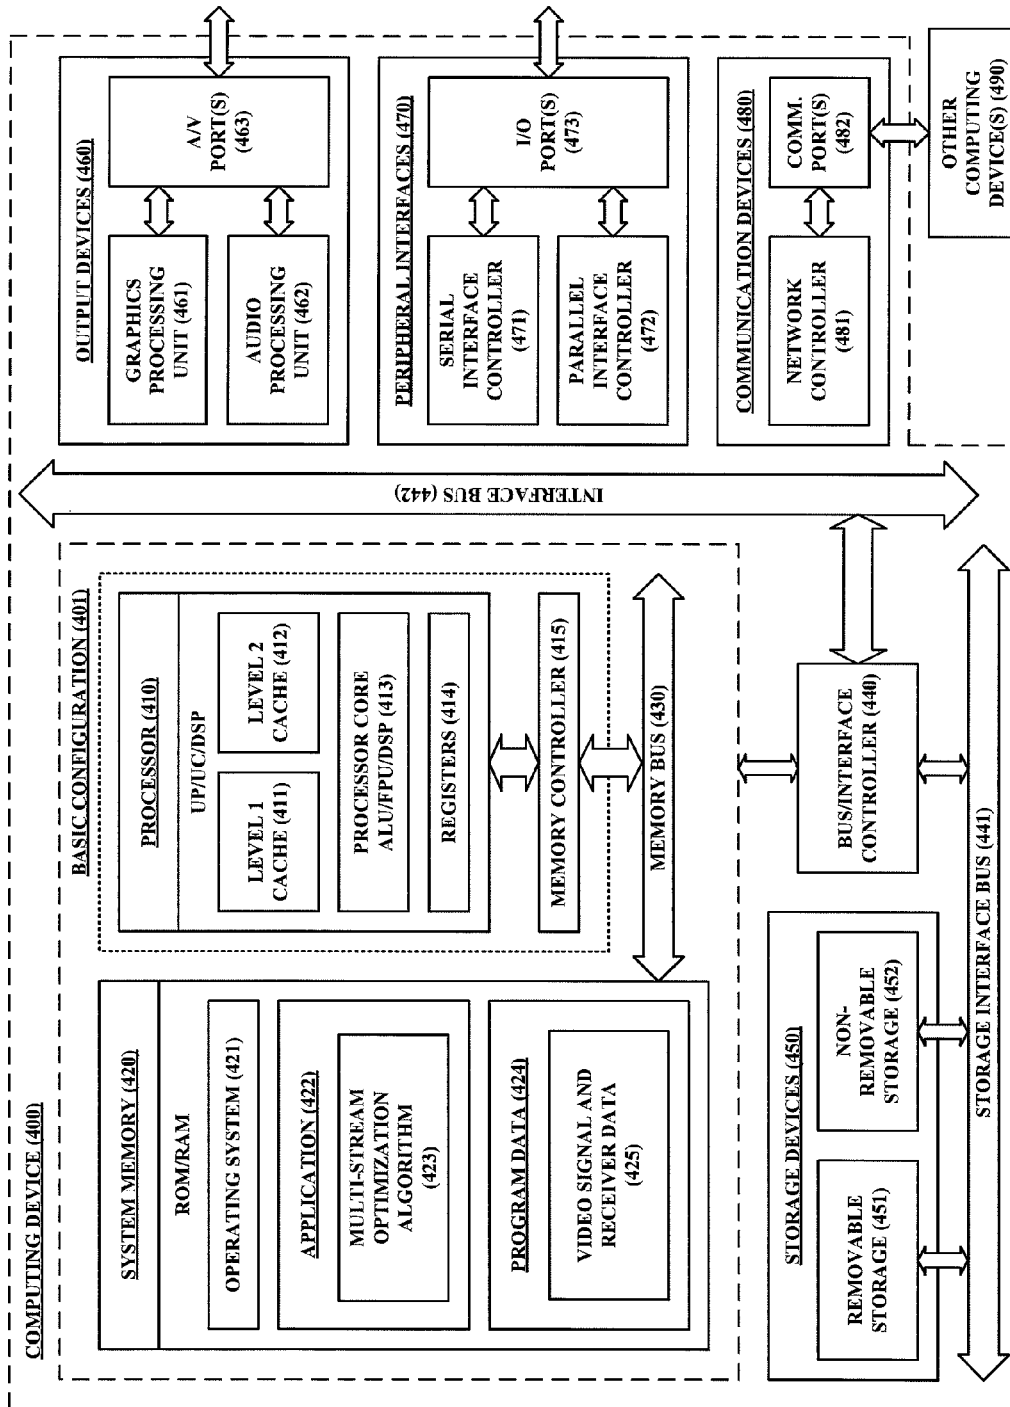 COMPUTING DEVICE (400)
BASIC CONFIGURATION (401)
SYSTEM MEMORY (420)
ROM/RAM
OPERATING SYSTEM (421)
APPLICATION (422)
MULTI-STREAM
OPTIMIZATION
ALGORITHM
(423)
PROGRAM DATA (424)
VIDEO SIGNAL AND
RECEIVER DATA
(425)
PROCESSOR (410)
UP/UC/DSP
LEVEL 1
CACHE (411)
LEVEL 2
CACHE (412)
PROCESSOR CORE
ALU/FPU/DSP (413)
REGISTERS (414)
MEMORY CONTROLLER (415)
MEMORY BUS (430)
BUS/INTERFACE
CONTROLLER (440)
STORAGE DEVICES (450)
REMOVABLE
STORAGE (451)
NON-
REMOVABLE
STORAGE (452)
STORAGE INTERFACE BUS (441)
INTERFACE BUS (442)
OUTPUT DEVICES (460)
GRAPHICS
PROCESSING
UNIT (461)
AUDIO
PROCESSING
UNIT (462)
A/V
PORT(S)
(463)
PERIPHERAL INTERFACES (470)
SERIAL
INTERFACE
CONTROLLER
(471)
PARALLEL
INTERFACE
CONTROLLER
(472)
I/O
PORT(S)
(473)
COMMUNICATION DEVICES (480)
NETWORK
CONTROLLER
(481)
COMM.
PORT(S)
(482)
OTHER
COMPUTING
DEVICE(S) (490)